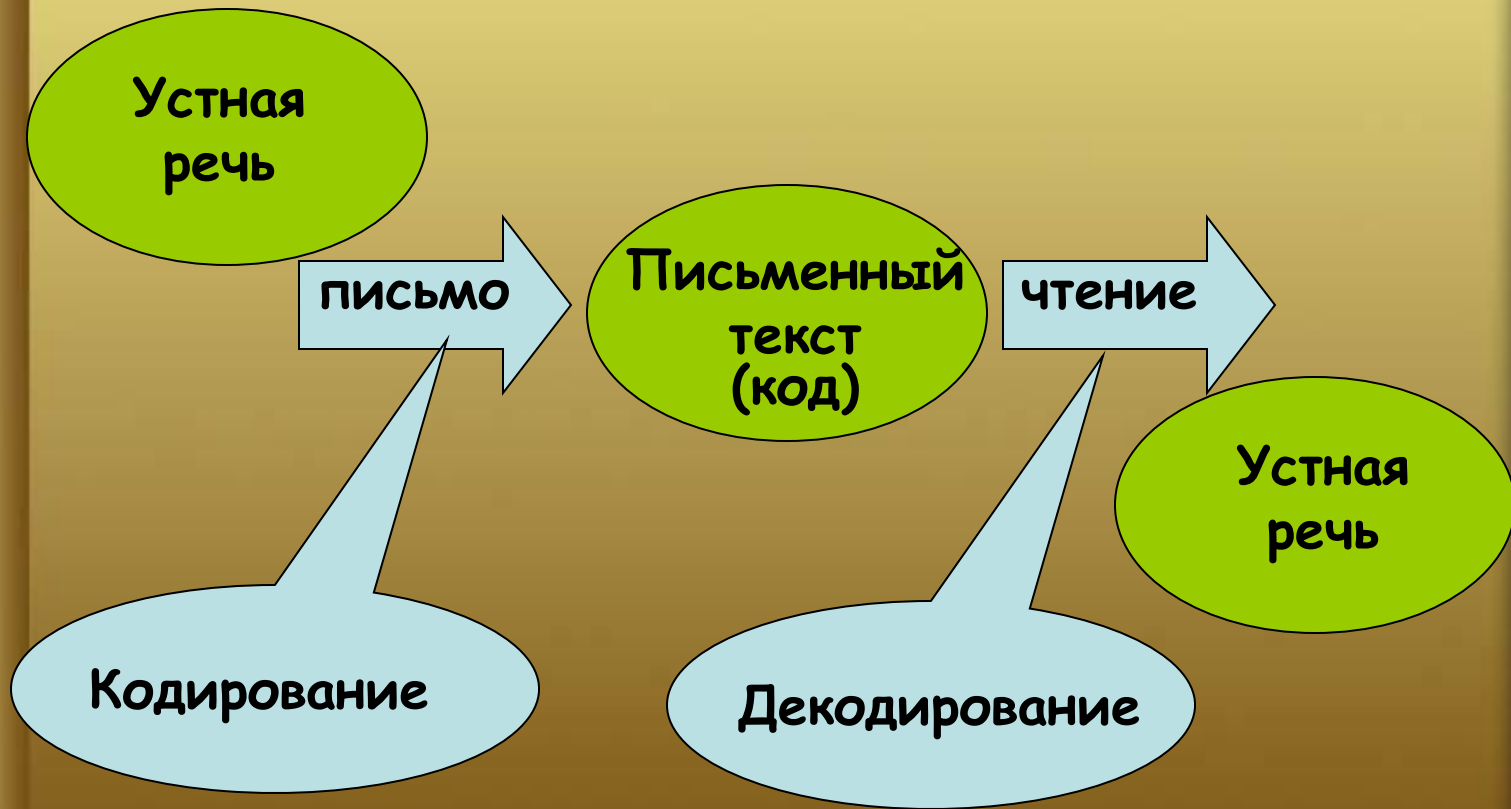 Устная
речь
письмо
Письменный
текст
(код)
чтение
Устная
речь
Кодирование
Декодирование